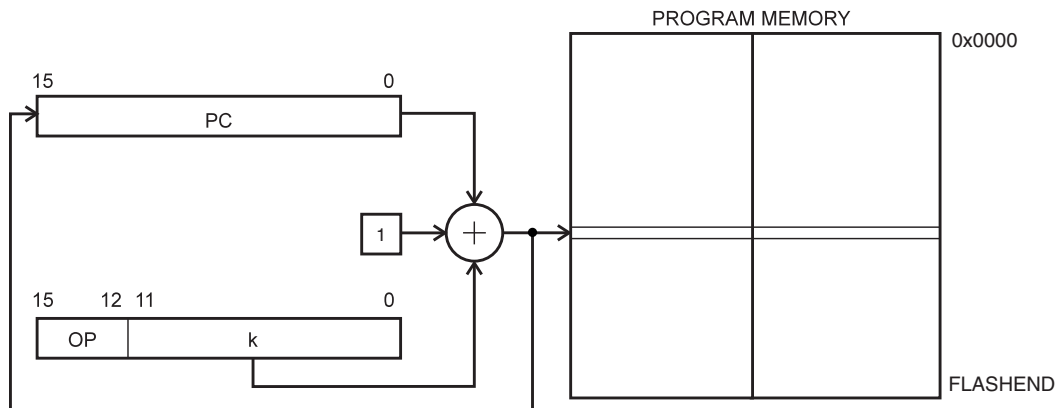 PROGRAM MEMORY
0x0000
15 0
PC
1
+
15 12 11 0
OP k
FLASHEND